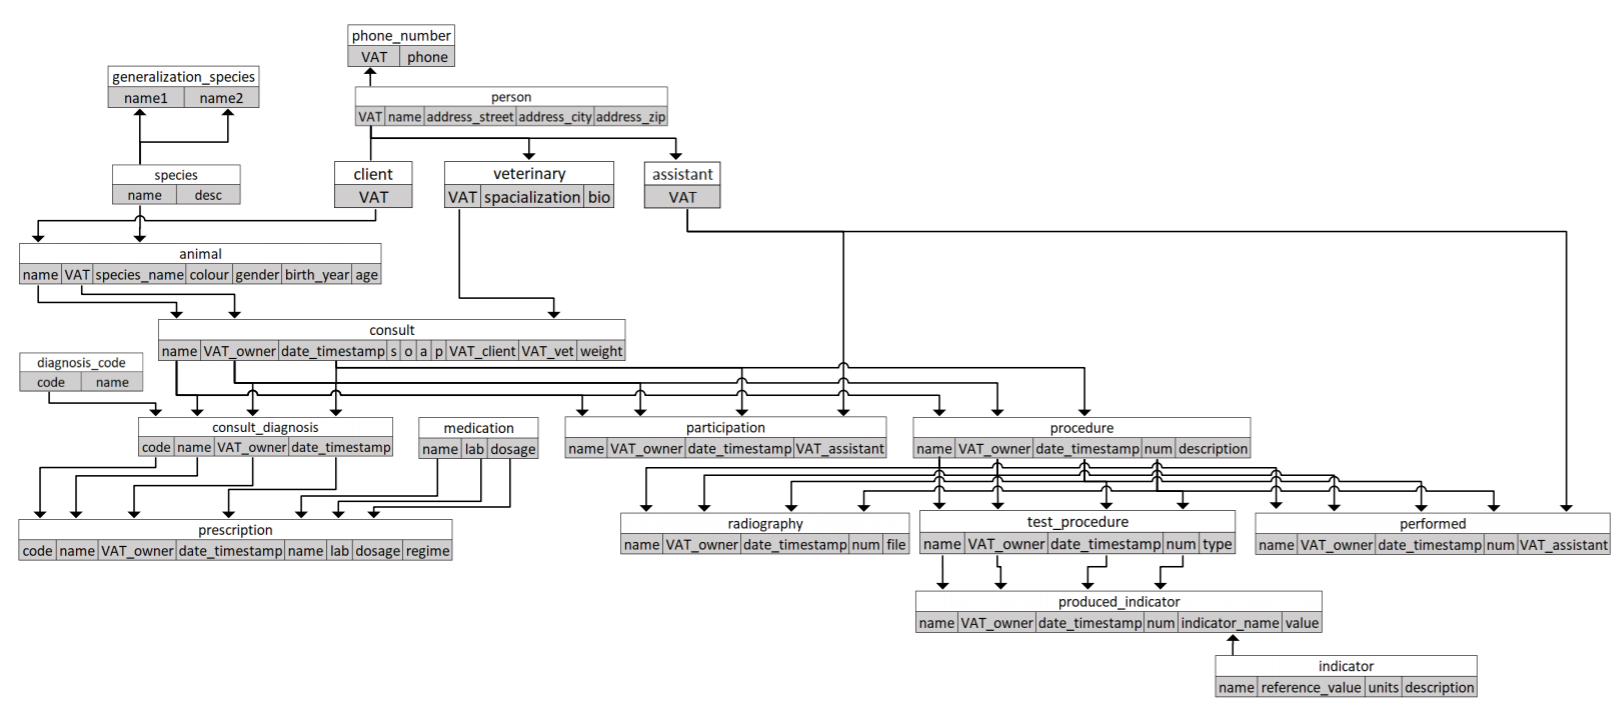 phone_number
VAT phone
generalization_species
name1 name2
person
VAT name address_street address_city address_zip
species
name desc
client
VAT
veterinary
VAT spacialization bio
assistant
VAT
animal
name VAT species_name colour gender birth_year age
consult
name VAT_owner date_timestamp s o a p VAT_client VAT_vet weight
diagnosis_code
code name
consult_diagnosis
code name VAT_owner date_timestamp
medication
name lab dosage
participation
name VAT_owner date_timestamp VAT_assistant
procedure
name VAT_owner date_timestamp num description
prescription
code name VAT_owner date_timestamp name lab dosage regime
radiography
name VAT_owner date_timestamp num file
test_procedure
name VAT_owner date_timestamp num type
performed
name VAT_owner date_timestamp num VAT_assistant
produced_indicator
name VAT_owner date_timestamp num indicator_name value
indicator
name reference_value units description